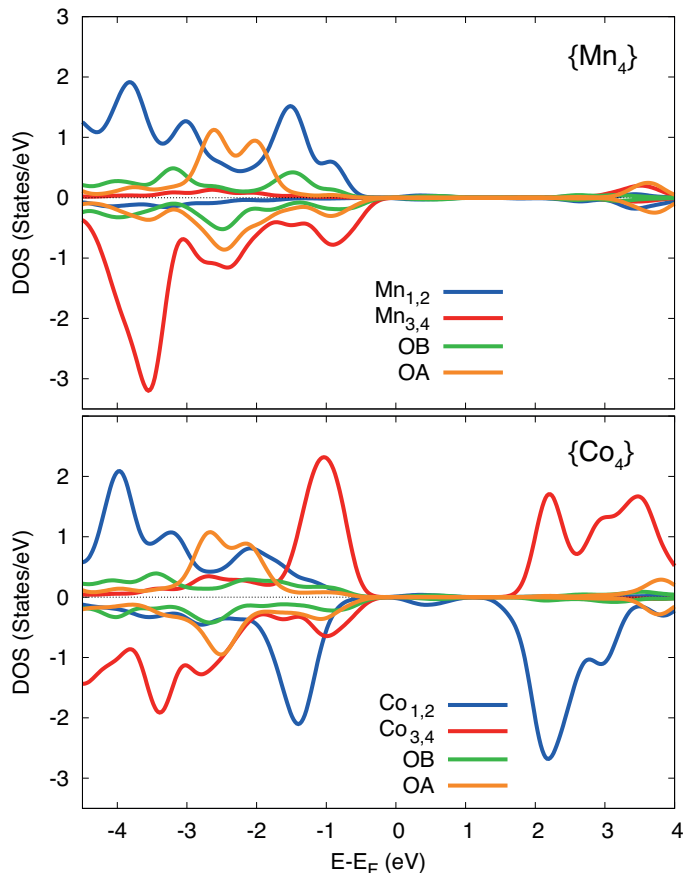 3
2
1
0
-1
-2
-3
DOS (States/eV)
{Mn4}
Mn1,2
Mn3,4
OB
OA
2
1
0
-1
-2
-3
DOS (States/eV)
{Co4}
Co1,2
Co3,4
OB
OA
-4 -3 -2 -1 0 1 2 3 4
E-EF (eV)